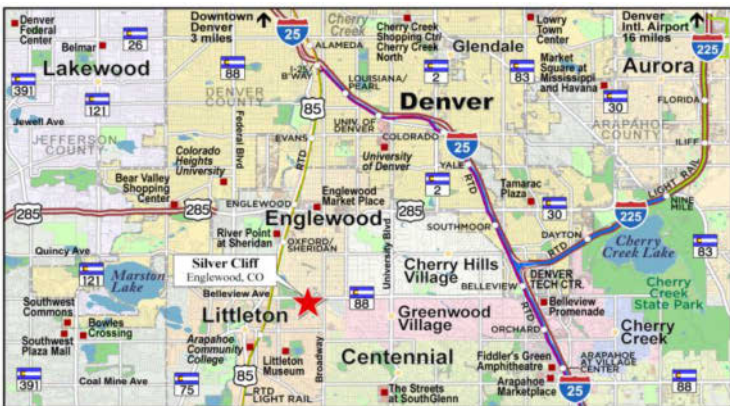 Denver
Federal
Center
Belmar
26
Downtown
Denver
3 miles
25
ALAMEDA
Cherry
Creek
Cherry Creek
Shopping Ctrl
Cherry Creek
North
Glendale
Lowry
Town
Center
Denver
Intl. Airport
16 miles
225
Lakewood
391
121
DENVER
COUNTY
88
I-25/
B'WAY
LOUISIANA/
PEARL
2
83
Market
Square at
Mississippi
and Havana
Aurora
30
FLORIDA
Jewell Ave
JEFFERSON
COUNTY
Federal Blvd
85
EVANS
RTD
UNIV. OF
DENVER
Denver
COLORADO
25
ARAPAHOE
COUNTY
ILIFF
Colorado
Heights
University
Bear Valley
Shopping
Center
University
of Denver
YALE
2
RTD
Tamarac
Plaza
30
LIGHT RAIL
NINE
MILE
285
285
ENGLEWOOD
Englewood
Market Place
Englewood
285
225
River Point
at Sheridan
OXFORD/
SHERIDAN
University Blvd
SOUTHMOOR
DAYTON
RTD
Cherry
Creek Lake
83
Quincy Ave
121
Marston
Lake
Silver Cliff
Englewood, CO
Cherry Hills
Village
DENVER
TECH CTR.
Cherry
Creek
State Park
Belleview Ave
88
BELLEVIEW
RTD
Belleview
Promenade
Southwest
Commons
Bowles
Crossing
Southwest
Plaza Mall
Littleton
Greenwood
Village
ORCHARD
Cherry
Creek
Arapahoe
Community
College
Littleton
Museum
Broadway
Centennial
Fiddler's Green
Amphitheatre
ARAPAHOE
AT VILLAGE
CENTER
391
Coal Mine Ave
75
85
RTD
LIGHT RAIL
The Streets
at SouthGlenn
Arapahoe
Marketplace
25
88